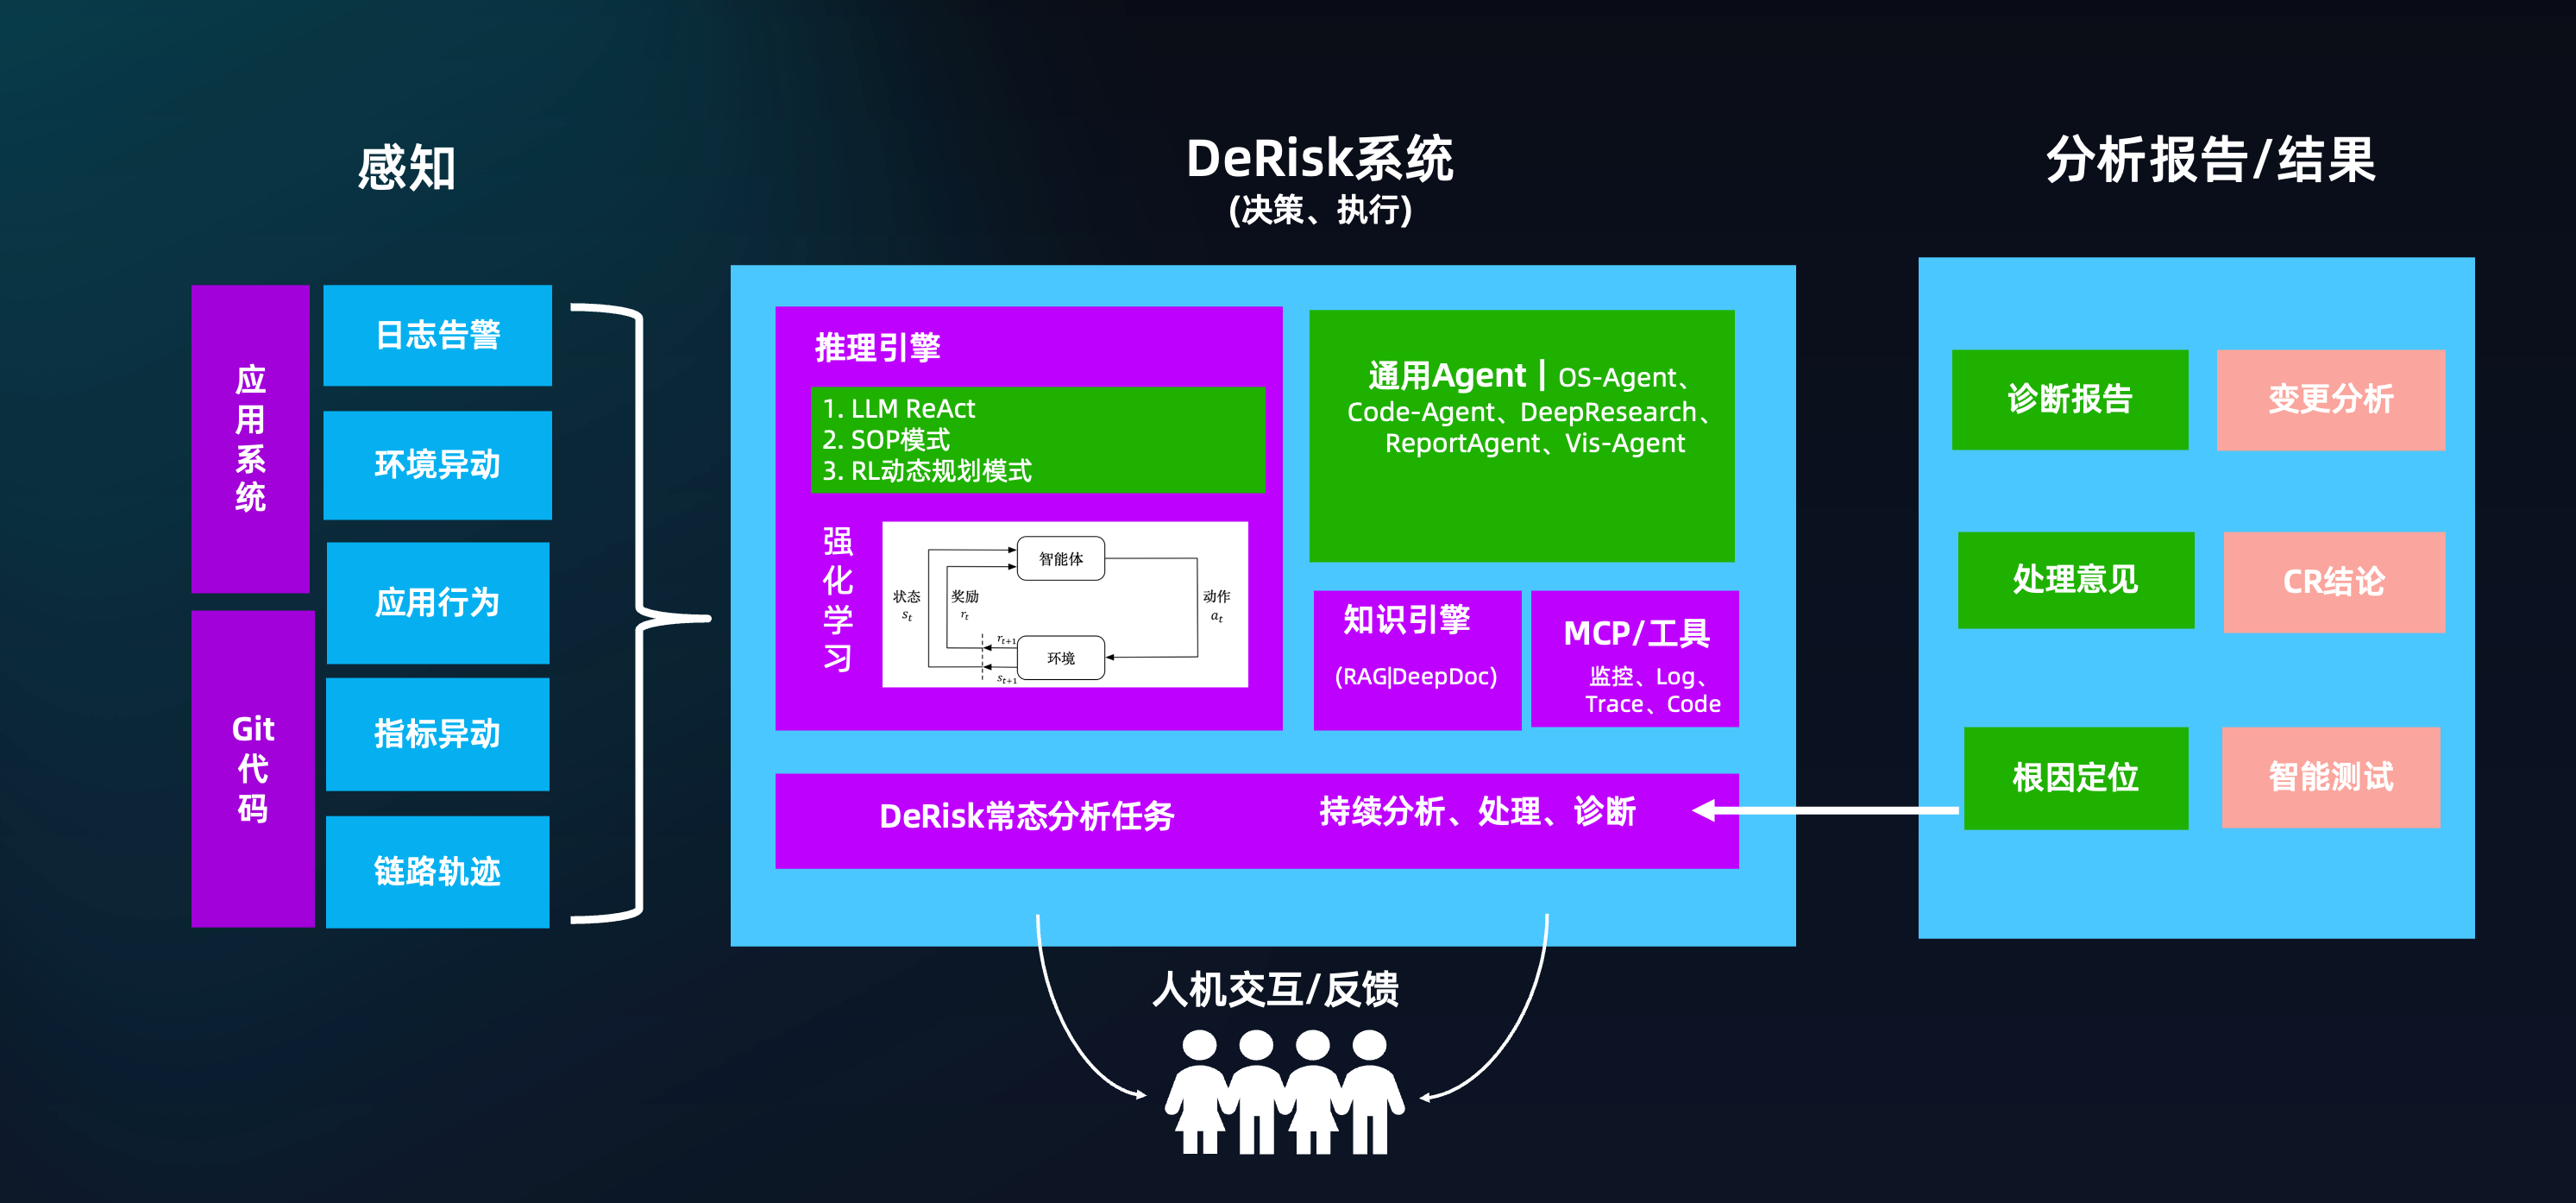 感知
应用系统
Git代码
日志告警
环境异动
应用行为
指标异动
链路轨迹
DeRisk系统
(决策、执行)
推理引擎
1. LLM ReAct
2. SOP模式
3. RL动态规划模式
强化学习
智能体
状态
s_t
奖励
r_t
动作
a_t
r_{t+1}
环境
s_{t+1}
通用Agent | OS-Agent、
Code-Agent、DeepResearch、
ReportAgent、Vis-Agent
知识引擎
(RAG|DeepDoc)
MCP/工具
监控、Log、
Trace、Code
DeRisk常态分析任务
持续分析、处理、诊断
人机交互/反馈
分析报告/结果
诊断报告
变更分析
处理意见
CR结论
根因定位
智能测试